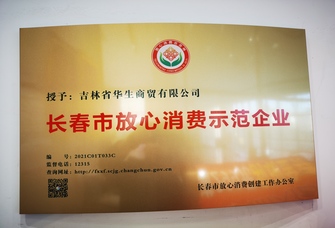 授予：吉林省华生商贸有限公司
长春市放心消费示范企业
编 号：2021C01T033C
监督电话：12315
查询网址：http://fxxf.scjg.changchun.gov.cn
长春市放心消费创建工作办公室